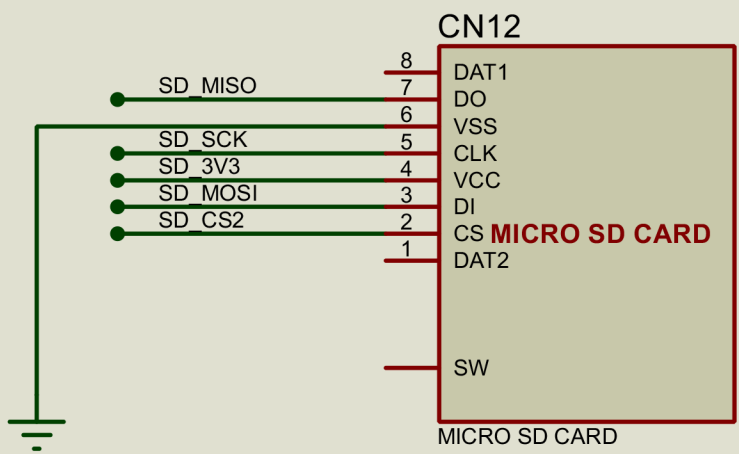 CN12
8 DAT1
SD_MISO 7 DO
6 VSS
SD_SCK 5 CLK
SD_3V3 4 VCC
SD_MOSI 3 DI
SD_CS2 2 CS MICRO SD CARD
1 DAT2
SW
MICRO SD CARD